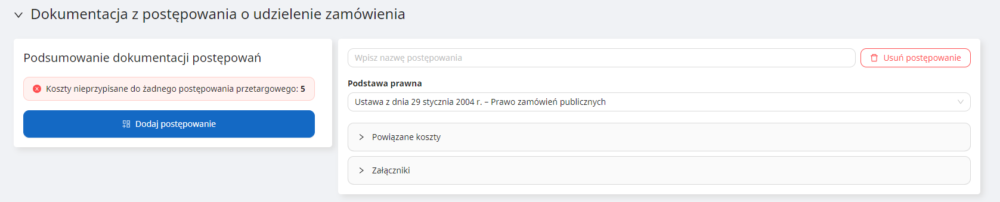 Dokumentacja z postępowania o udzielenie zamówienia
Podsumowanie dokumentacji postępowań
Koszty nieprzypisane do żadnego postępowania przetargowego: 5
Dodaj postępowanie
Wpisz nazwę postępowania
Usuń postępowanie
Podstawa prawna
Ustawa z dnia 29 stycznia 2004 r. – Prawo zamówień publicznych
Powiązane koszty
Załączniki